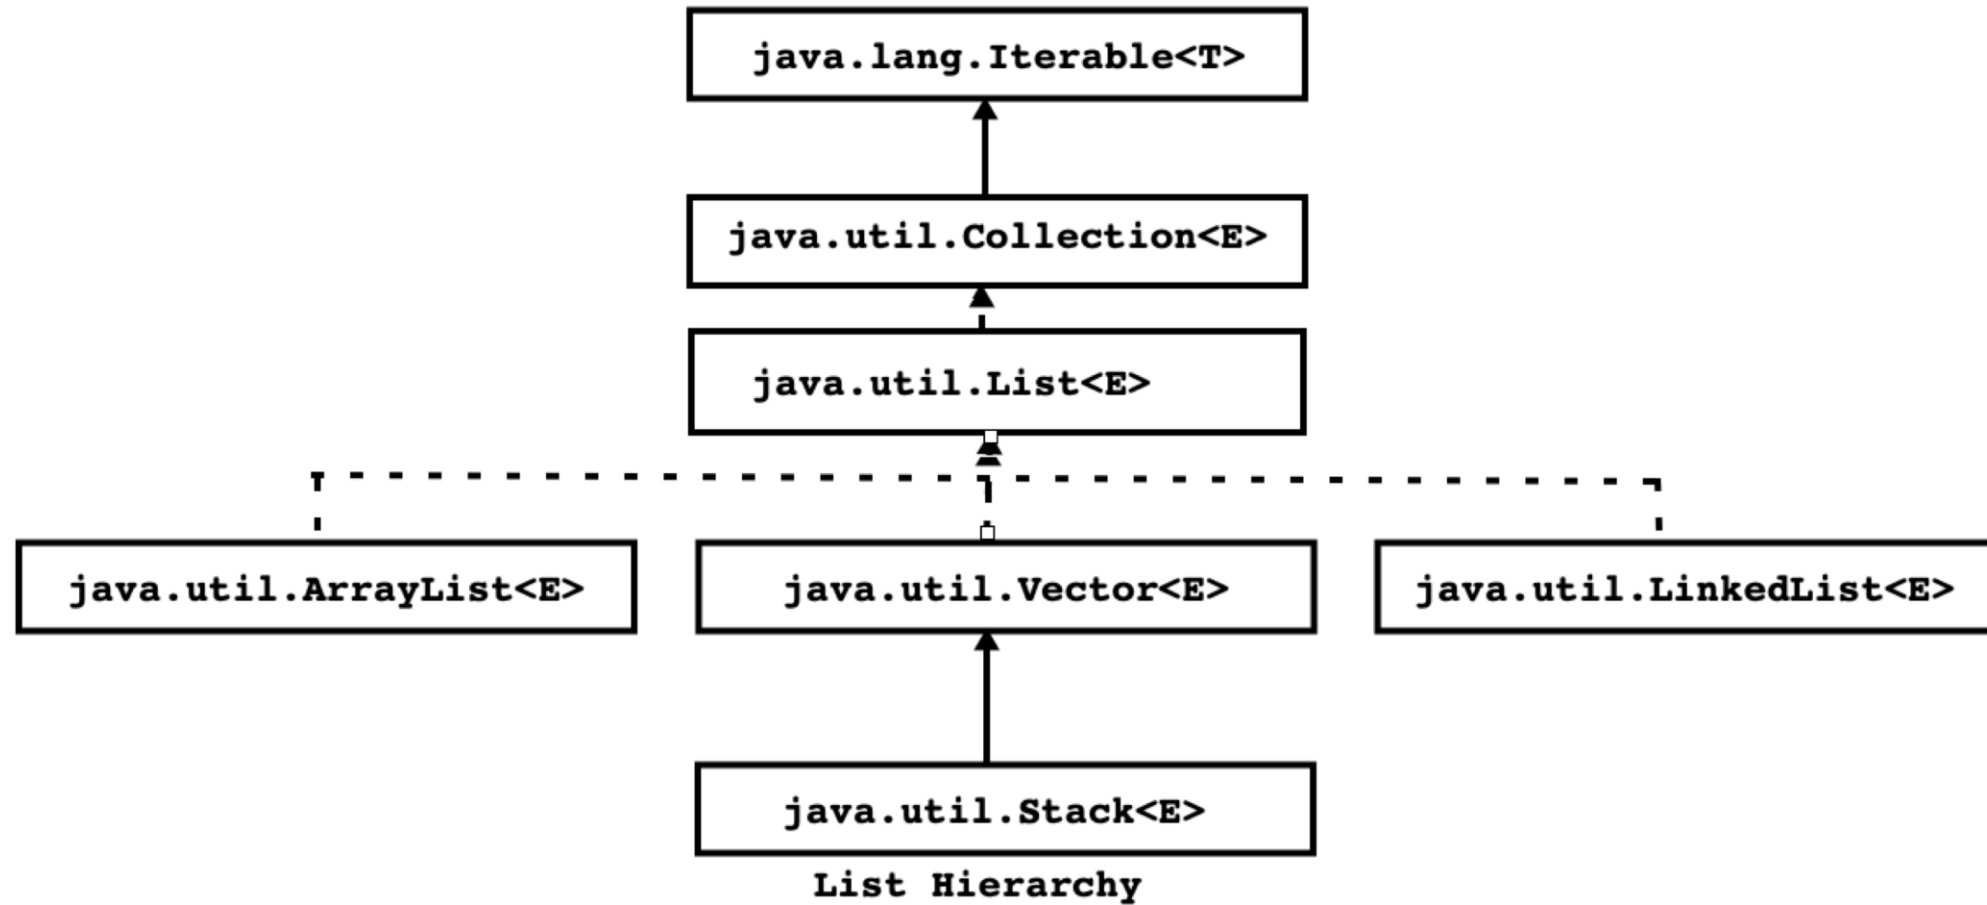 java.lang.Iterable<T>
java.util.Collection<E>
java.util.List<E>
java.util.ArrayList<E>
java.util.Vector<E>
java.util.LinkedList<E>
java.util.Stack<E>
List Hierarchy